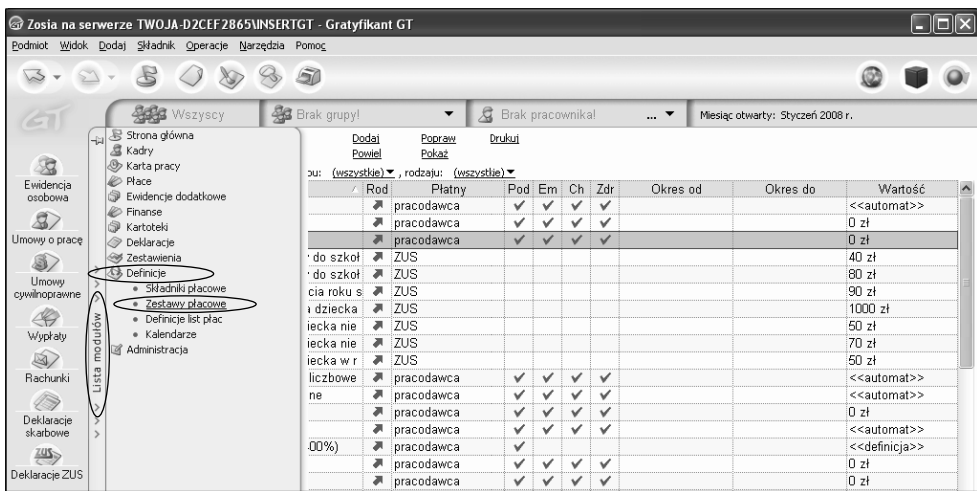 Zosia na serwerze TWOJA-D2CEF2865\INSERTGT - Gratyfikant GT
Podmiot Widok Dodaj Składnik Operacje Narzędzia Pomoc
GT
Wszyscy
Brak grupy!
Brak pracownika!
...
Miesiąc otwarty: Styczeń 2008 r.
Ewidencja
osobowa
Umowy o pracę
Umowy
cywilnoprawne
Wypłaty
Rachunki
Deklaracje
skarbowe
ZUS
Deklaracje ZUS
Lista modułów
Strona główna
Kadry
Karta pracy
Płace
Ewidencje dodatkowe
Finanse
Kartoteki
Deklaracje
Zestawienia
Definicje
Składniki płacowe
Zestawy płacowe
Definicje list płac
Kalendarze
Administracja
Dodaj Popraw Drukuj
Powiel Pokaż
ou: (wszystkie) , rodzaju: (wszystkie)
Rod Płatny Pod Em Ch Zdr Okres od Okres do Wartość
pracodawca <<automat>>
pracodawca 0 zł
pracodawca 0 zł
do szkoł ZUS 40 zł
do szkoł ZUS 80 zł
cia roku s ZUS 90 zł
a dziecka ZUS 1000 zł
iecka nie ZUS 50 zł
iecka nie ZUS 70 zł
iecka w r ZUS 50 zł
liczbowe pracodawca <<automat>>
ne pracodawca <<automat>>
pracodawca 0 zł
pracodawca <<automat>>
00%) pracodawca <<definicja>>
pracodawca 0 zł
pracodawca 0 zł